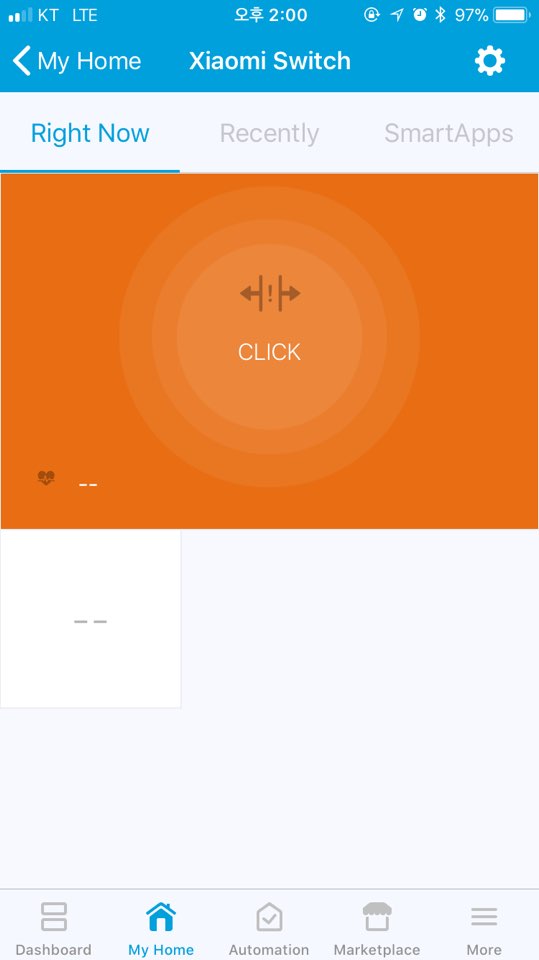 KT LTE 오후 2:00 97%
My Home Xiaomi Switch
Right Now Recently SmartApps
CLICK
--
--
Dashboard My Home Automation Marketplace More